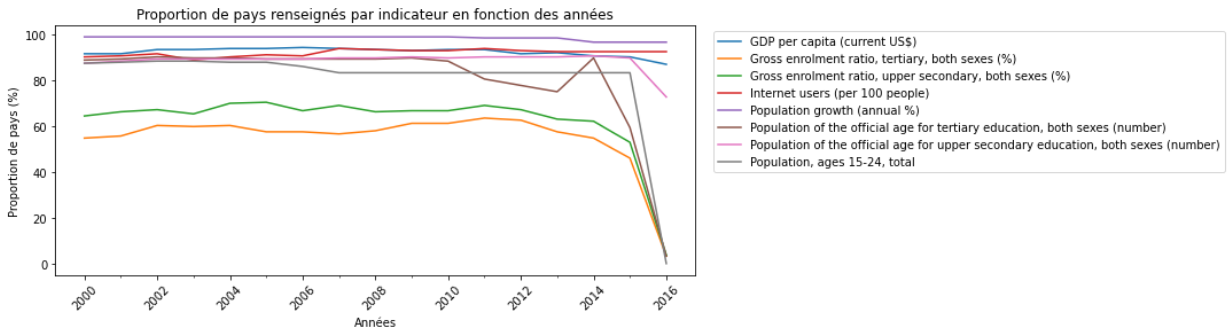 Proportion de pays renseignés par indicateur en fonction des années
Proportion de pays (%)
100
80
60
40
20
0
2000
2002
2004
2006
2008
2010
2012
2014
2016
Années
GDP per capita (current US$)
Gross enrolment ratio, tertiary, both sexes (%)
Gross enrolment ratio, upper secondary, both sexes (%)
Internet users (per 100 people)
Population growth (annual %)
Population of the official age for tertiary education, both sexes (number)
Population of the official age for upper secondary education, both sexes (number)
Population, ages 15-24, total